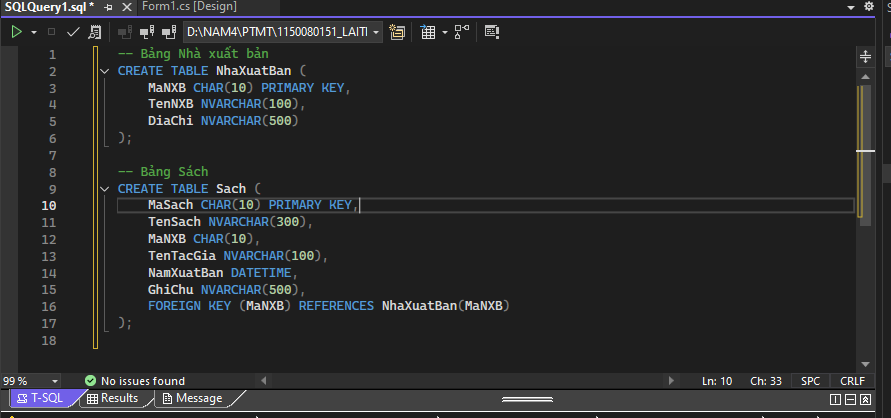 SQLQuery1.sql *
Form1.cs [Design]
D:\NAM4\PTMT\1150080151_LAITI
1 -- Bảng Nhà xuất bản
2 CREATE TABLE NhaXuatBan (
3 MaNXB CHAR(10) PRIMARY KEY,
4 TenNXB NVARCHAR(100),
5 DiaChi NVARCHAR(500)
6 );
7
8 -- Bảng Sách
9 CREATE TABLE Sach (
10 MaSach CHAR(10) PRIMARY KEY,
11 TenSach NVARCHAR(300),
12 MaNXB CHAR(10),
13 TenTacGia NVARCHAR(100),
14 NamXuatBan DATETIME,
15 GhiChu NVARCHAR(500),
16 FOREIGN KEY (MaNXB) REFERENCES NhaXuatBan(MaNXB)
17 );
18
99 % No issues found Ln: 10 Ch: 33 SPC CRLF
T-SQL Results Message